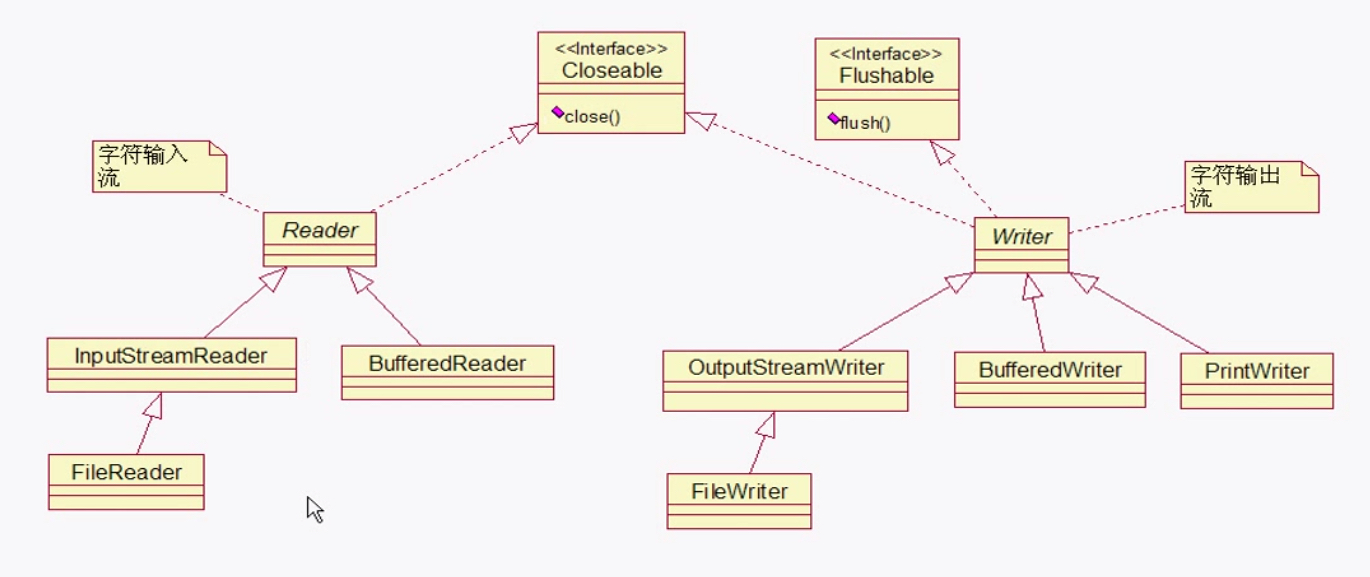 <<Interface>>
Closeable
close()
<<Interface>>
Flushable
flush()
字符输入
流
字符输出
流
Reader
Writer
InputStreamReader
BufferedReader
OutputStreamWriter
BufferedWriter
PrintWriter
FileReader
FileWriter